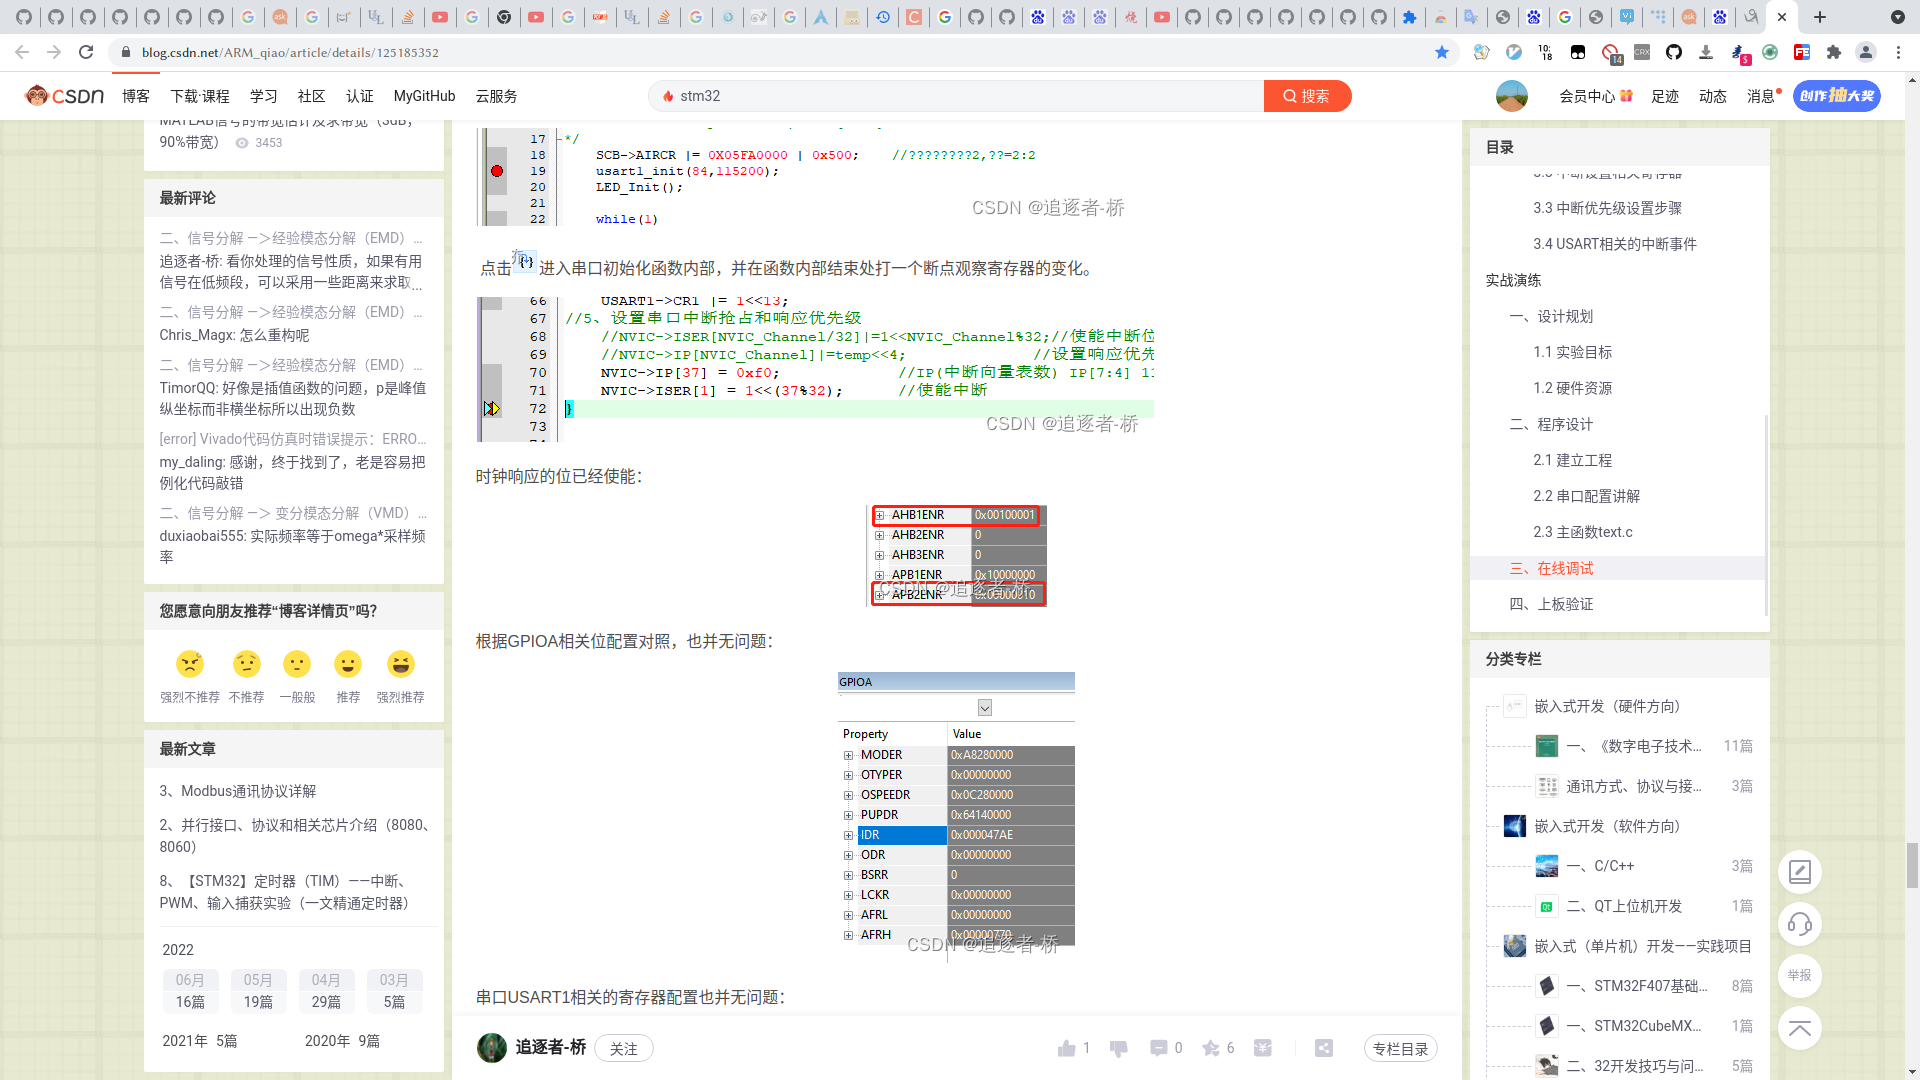 blog.csdn.net/ARM_qiao/article/details/125185352
10:
18
14
CRX
$
FE
CSDN
博客
下载·课程
学习
社区
认证
MyGitHub
云服务
stm32
搜索
会员中心
足迹
动态
消息
创作抽大奖
MATLAB信号的带宽估计及求带宽（3dB，
90%带宽） 3453
最新评论
二、信号分解 —＞经验模态分解（EMD）...
追逐者-桥: 看你处理的信号性质，如果有用
信号在低频段，可以采用一些距离来求取...
二、信号分解 —＞经验模态分解（EMD）...
Chris_Magx: 怎么重构呢
二、信号分解 —＞经验模态分解（EMD）...
TimorQQ: 好像是插值函数的问题，p是峰值
纵坐标而非横坐标所以出现负数
[error] Vivado代码仿真时错误提示：ERRO...
my_daling: 感谢，终于找到了，老是容易把
例化代码敲错
二、信号分解 —＞ 变分模态分解（VMD）...
duxiaobai555: 实际频率等于omega*采样频
率
您愿意向朋友推荐“博客详情页”吗？
强烈不推荐
不推荐
一般般
推荐
强烈推荐
最新文章
3、Modbus通讯协议详解
2、并行接口、协议和相关芯片介绍（8080、
8060）
8、【STM32】定时器（TIM）——中断、
PWM、输入捕获实验（一文精通定时器）
2022
06月
16篇
05月
19篇
04月
29篇
03月
5篇
2021年 5篇
2020年 9篇
17 */
18 SCB->AIRCR |= 0X05FA0000 | 0x500; //????????2,??=2:2
19 usart1_init(84,115200);
20 LED_Init();
21
22 while(1)
CSDN @追逐者-桥
点击{·}进入串口初始化函数内部，并在函数内部结束处打一个断点观察寄存器的变化。
66 USART1->CR1 |= 1<<13;
67 //5、设置串口中断抢占和响应优先级
68 //NVIC->ISER[NVIC_Channel/32]|=1<<NVIC_Channel%32;//使能中断位
69 //NVIC->IP[NVIC_Channel]|=temp<<4; //设置响应优先
70 NVIC->IP[37] = 0xf0; //IP(中断向量表数) IP[7:4] 11
71 NVIC->ISER[1] = 1<<(37%32); //使能中断
72 }
73
CSDN @追逐者-桥
时钟响应的位已经使能：
AHB1ENR 0x00100001
AHB2ENR 0
AHB3ENR 0
APB1ENR 0x10000000
APB2ENR 0x00000010
CSDN @追逐者-桥
根据GPIOA相关位配置对照，也并无问题：
GPIOA
Property Value
MODER 0xA8280000
OTYPER 0x00000000
OSPEEDR 0x0C280000
PUPDR 0x64140000
IDR 0x000047AE
ODR 0x00000000
BSRR 0
LCKR 0x00000000
AFRL 0x00000000
AFRH 0x00000770
CSDN @追逐者-桥
串口USART1相关的寄存器配置也并无问题：
追逐者-桥
关注
1
0
6
专栏目录
目录
3.3 中断优先级设置步骤
3.4 USART相关的中断事件
实战演练
一、设计规划
1.1 实验目标
1.2 硬件资源
二、程序设计
2.1 建立工程
2.2 串口配置讲解
2.3 主函数text.c
三、在线调试
四、上板验证
分类专栏
嵌入式开发（硬件方向）
一、《数字电子技术... 11篇
通讯方式、协议与接... 3篇
嵌入式开发（软件方向）
一、C/C++ 3篇
二、QT上位机开发 1篇
嵌入式（单片机）开发——实践项目
一、STM32F407基础... 8篇
一、STM32CubeMX... 1篇
二、32开发技巧与问... 5篇
举报